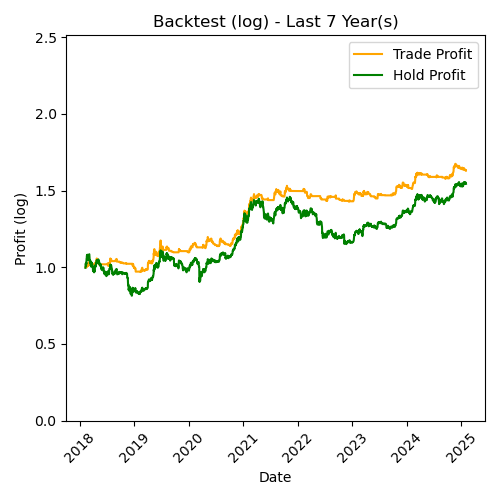 Backtest (log) - Last 7 Year(s)
Trade Profit
Hold Profit
Profit (log)
2.5
2.0
1.5
1.0
0.5
0.0
2018 2019 2020 2021 2022 2023 2024 2025
Date